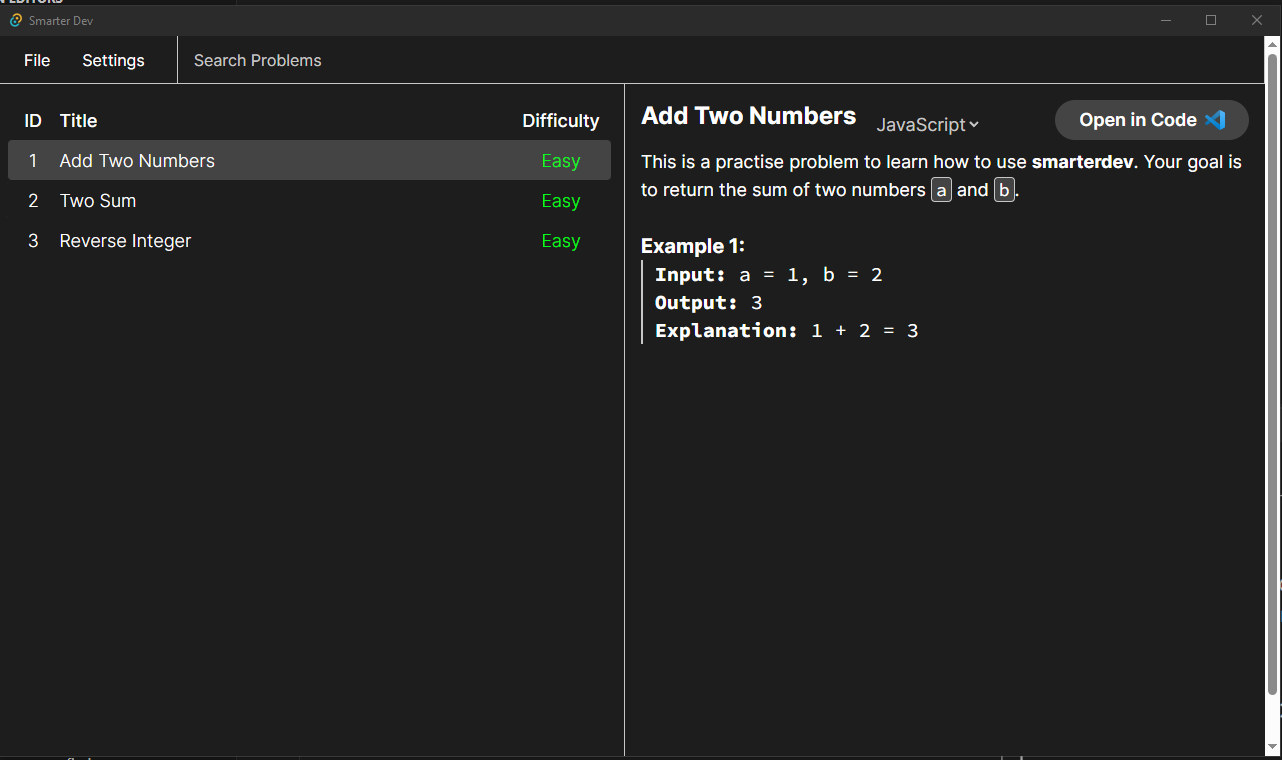 Smarter Dev
File Settings Search Problems
ID Title Difficulty
1 Add Two Numbers Easy
2 Two Sum Easy
3 Reverse Integer Easy
Add Two Numbers JavaScript Open in Code
This is a practise problem to learn how to use smarterdev. Your goal is
to return the sum of two numbers a and b.
Example 1:
Input: a = 1, b = 2
Output: 3
Explanation: 1 + 2 = 3